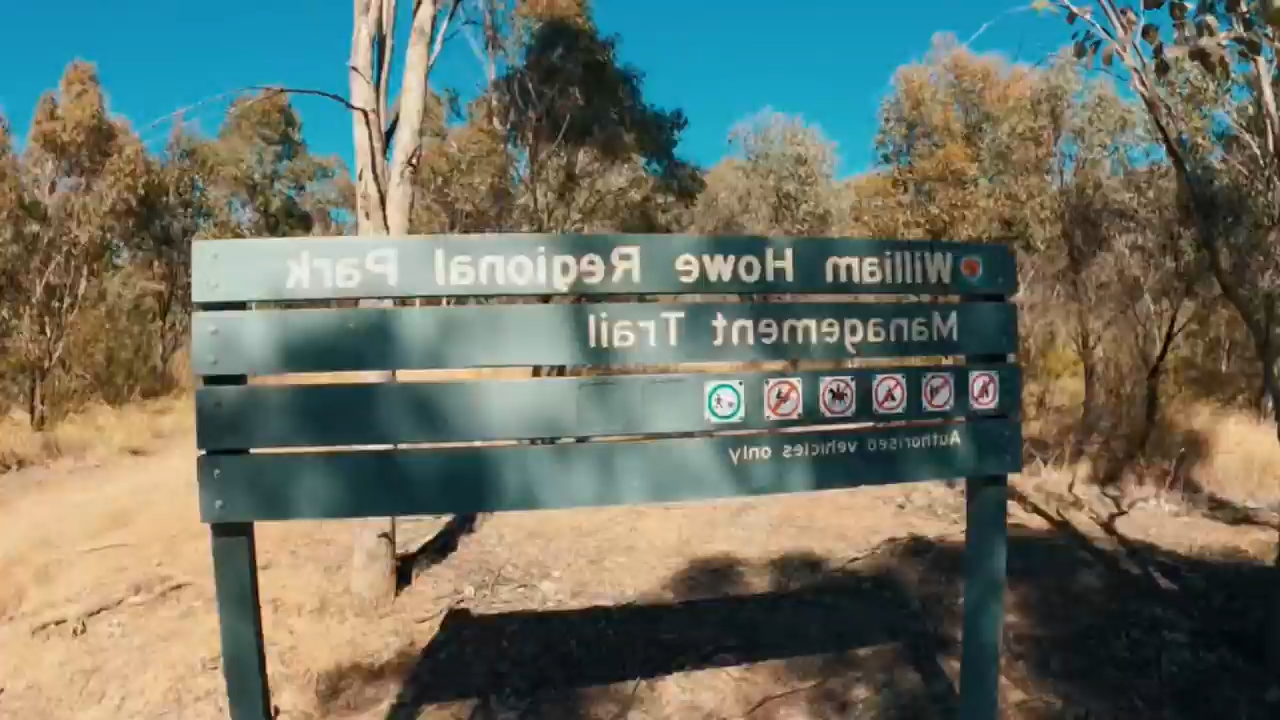 William Howe Regional Park
Management Trail
Authorised vehicles only